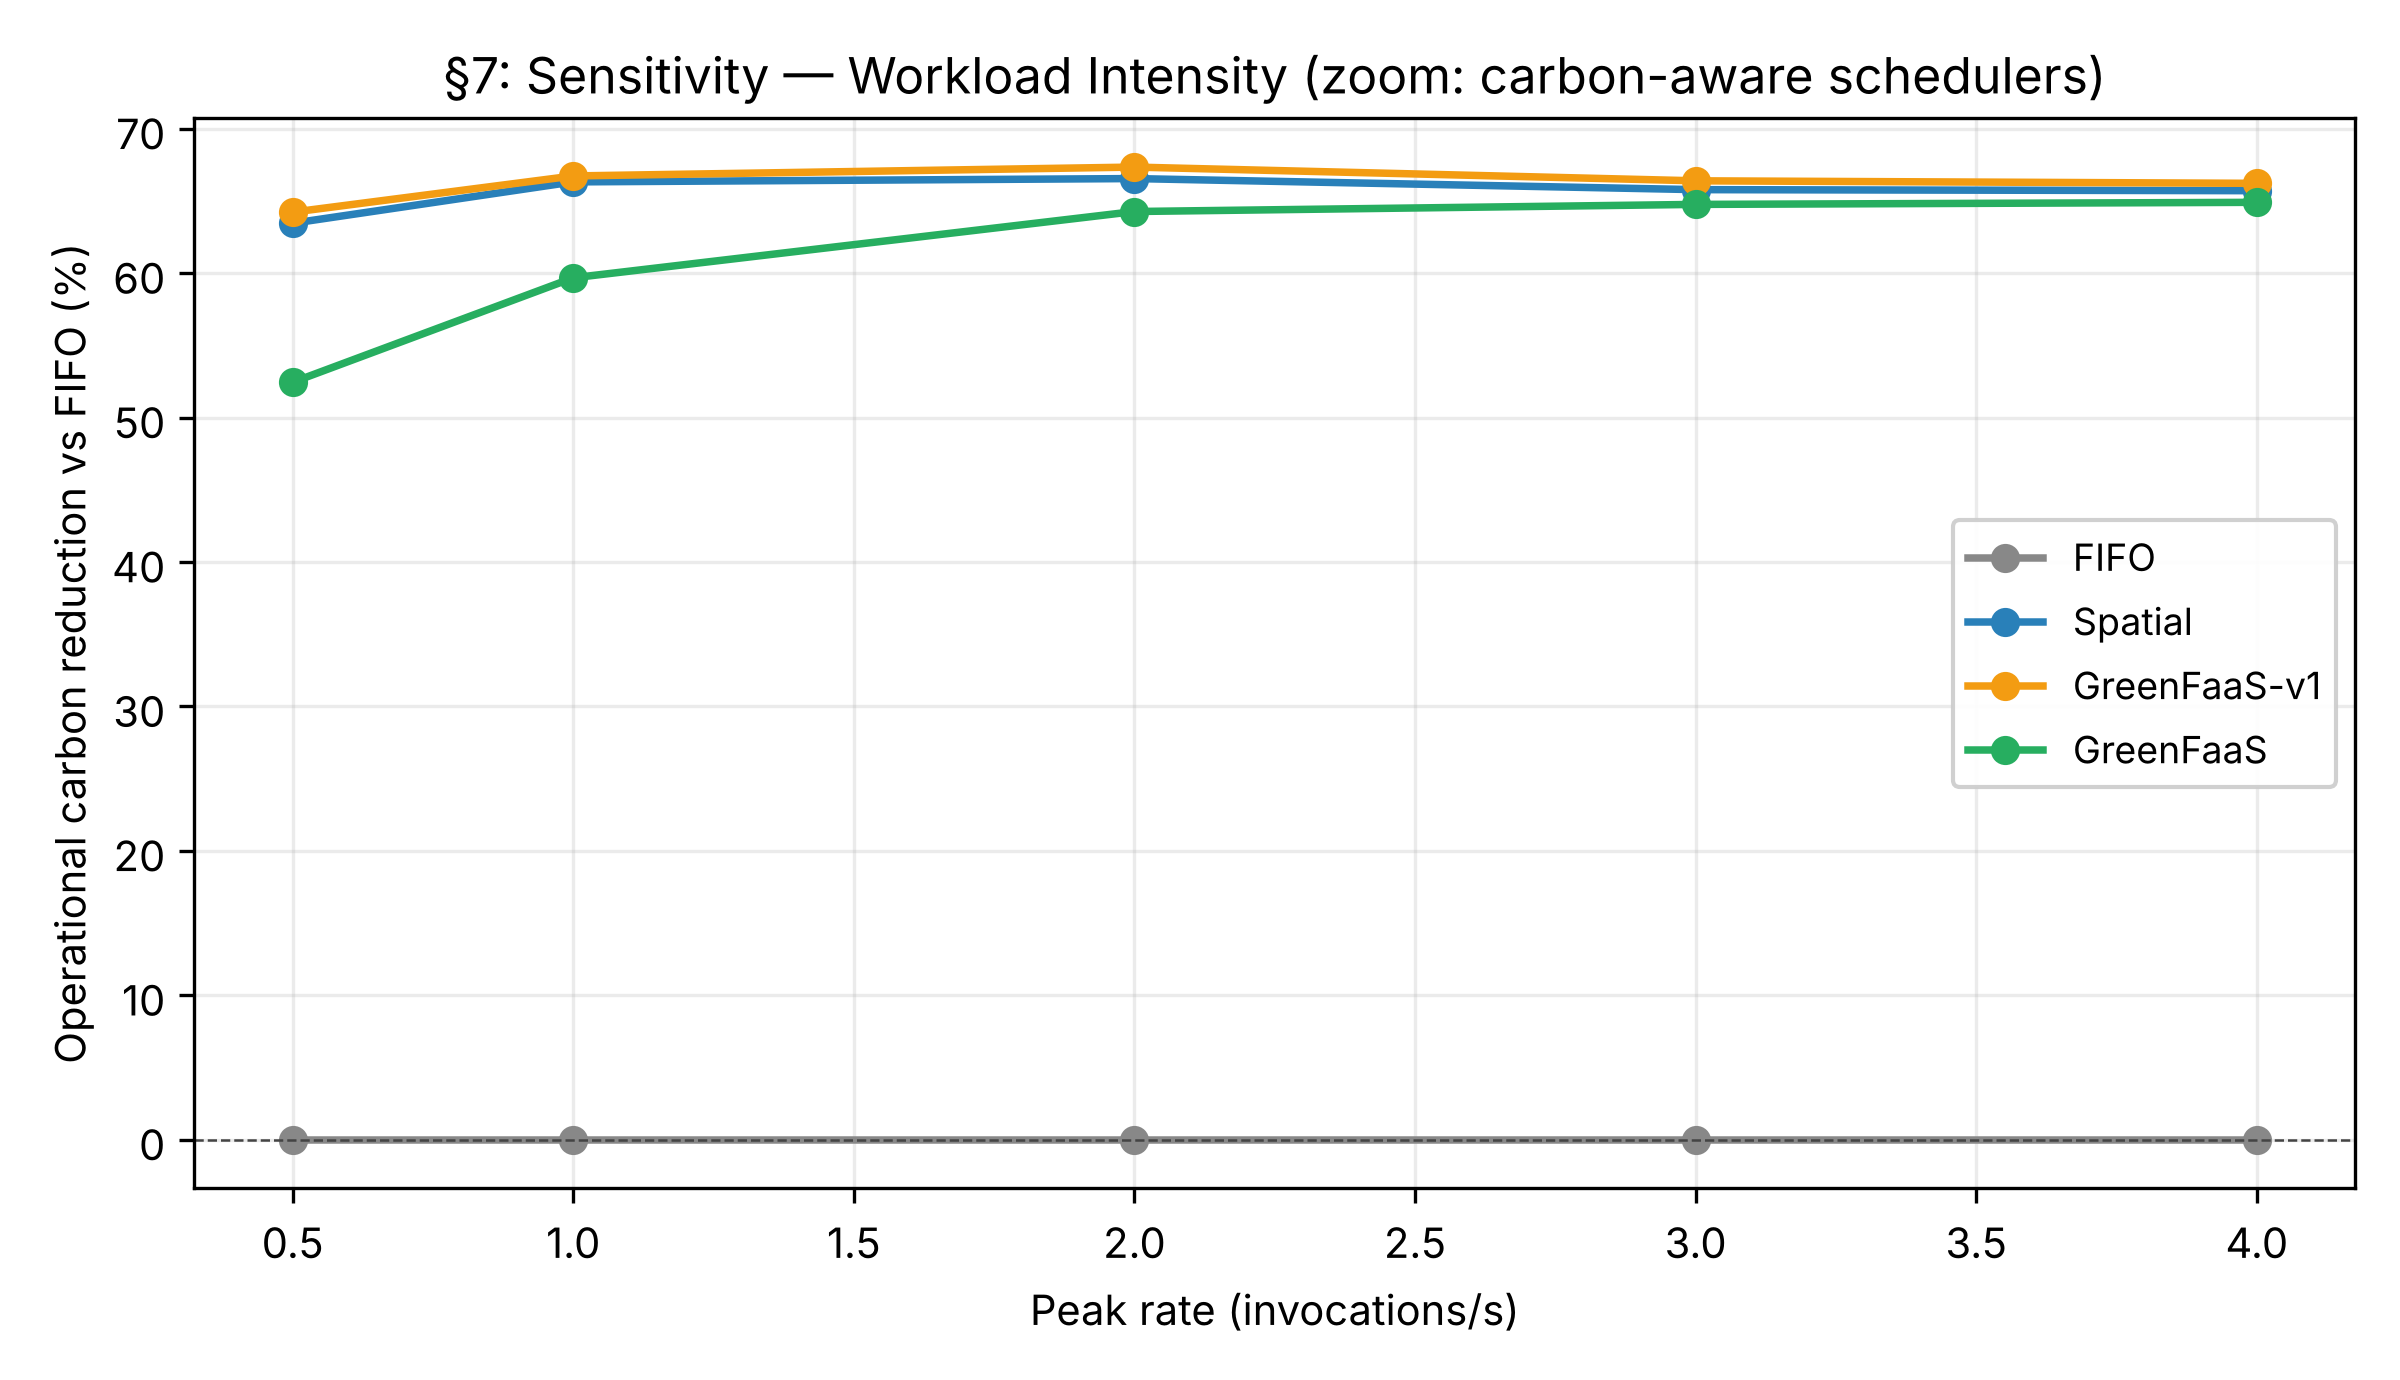 §7: Sensitivity — Workload Intensity (zoom: carbon-aware schedulers)
Operational carbon reduction vs FIFO (%)
70
60
50
40
30
20
10
0
FIFO
Spatial
GreenFaaS-v1
GreenFaaS
0.5 1.0 1.5 2.0 2.5 3.0 3.5 4.0
Peak rate (invocations/s)